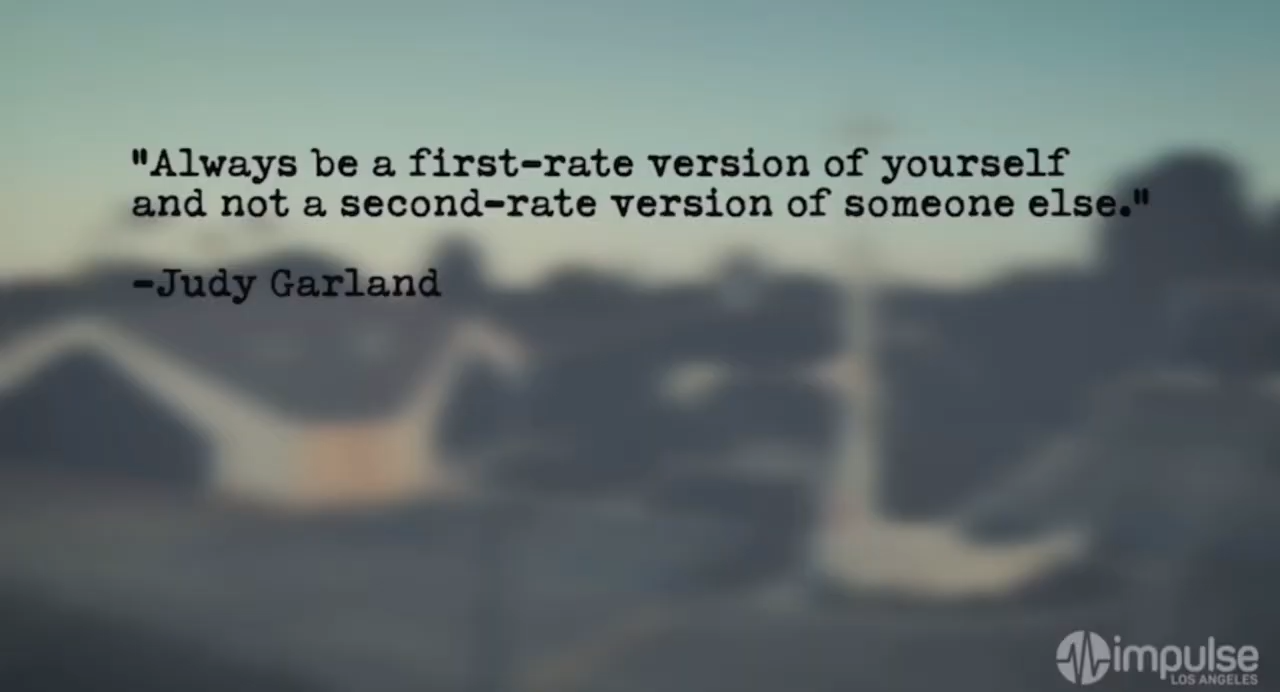 "Always be a first-rate version of yourself
and not a second-rate version of someone else."
-Judy Garland
impulse
LOS ANGELES